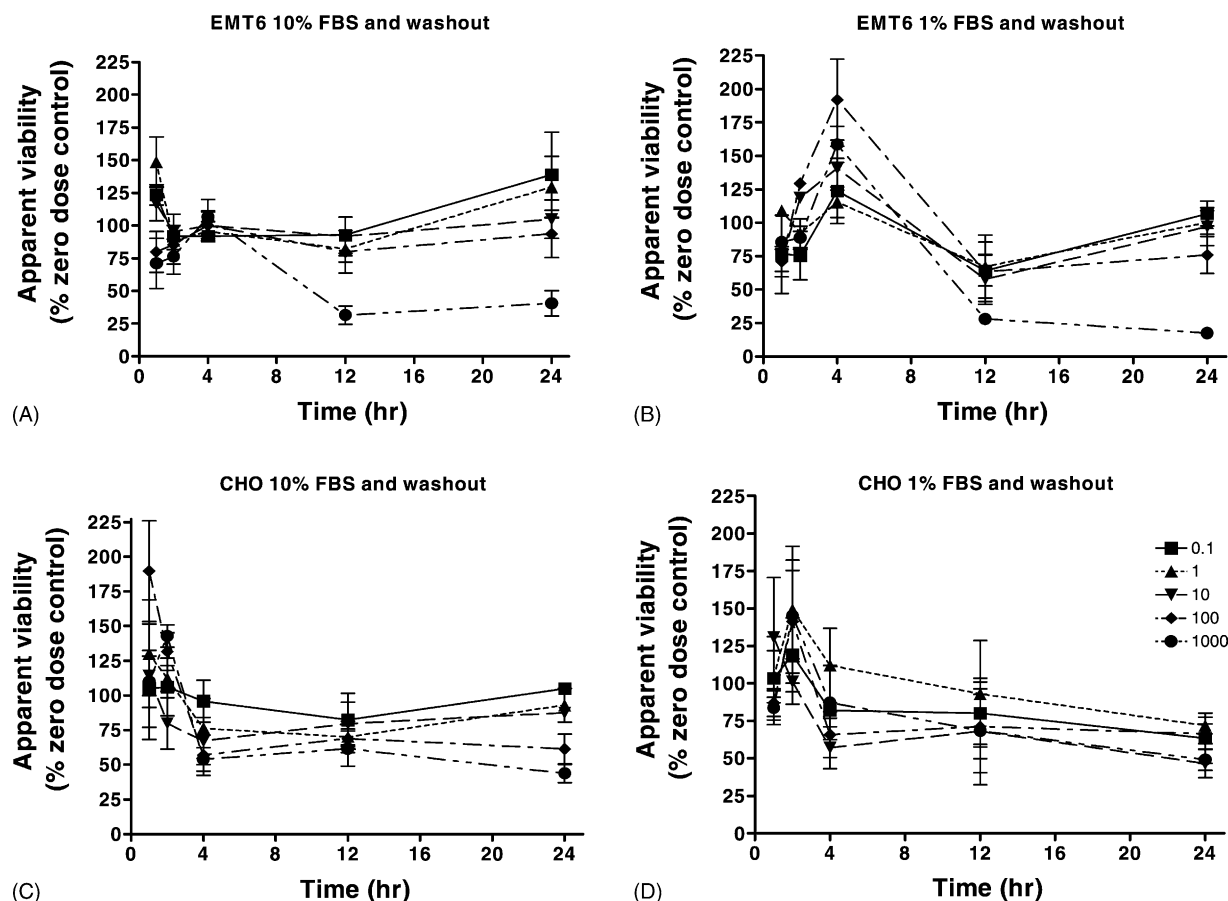 EMT6 10% FBS and washout
Apparent viability
(% zero dose control)
225
200
175
150
125
100
75
50
25
0
0 4 8 12 16 20 24
Time (hr)
(A)
EMT6 1% FBS and washout
Apparent viability
(% zero dose control)
225
200
175
150
125
100
75
50
25
0
0 4 8 12 16 20 24
Time (hr)
(B)
CHO 10% FBS and washout
Apparent viability
(% zero dose control)
225
200
175
150
125
100
75
50
25
0
0 4 8 12 16 20 24
Time (hr)
(C)
CHO 1% FBS and washout
Apparent viability
(% zero dose control)
225
200
175
150
125
100
75
50
25
0
0 4 8 12 16 20 24
Time (hr)
(D)
0.1
1
10
100
1000